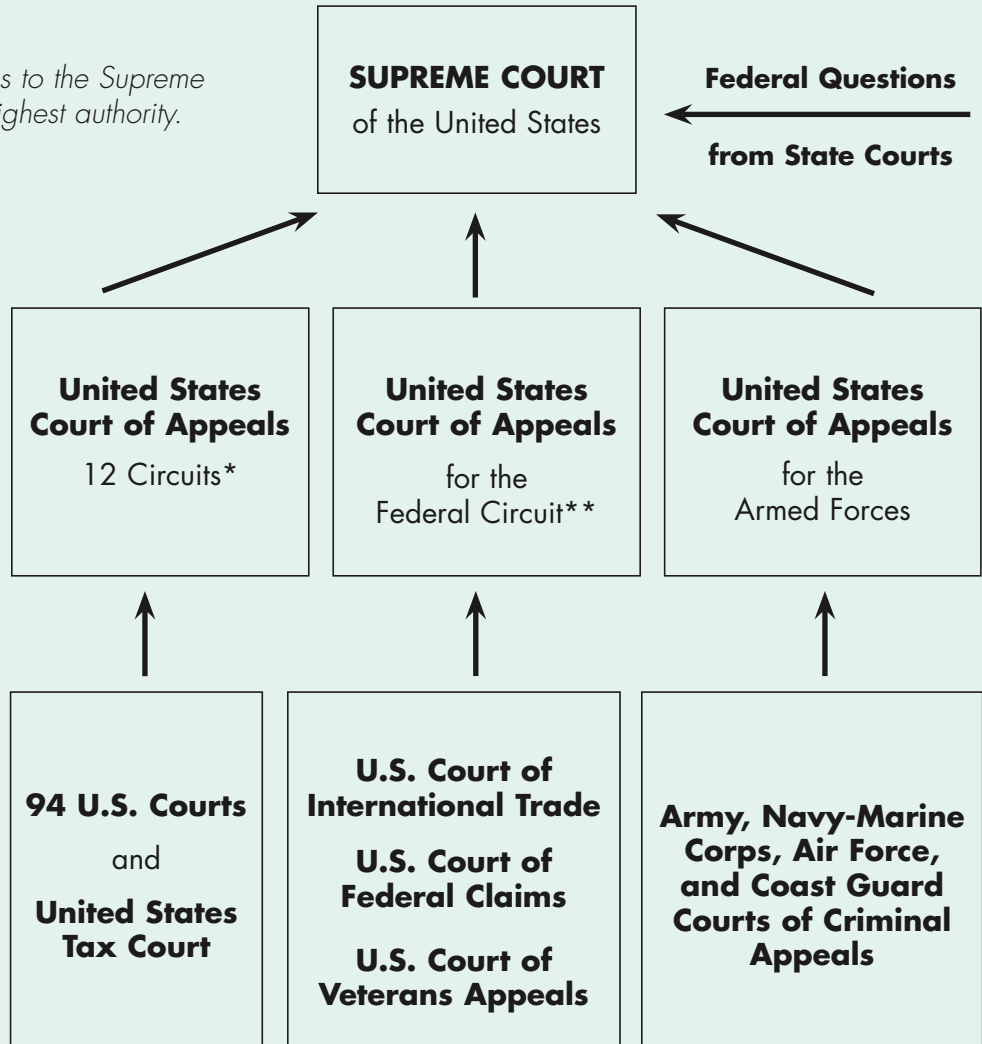 s to the Supreme
ighest authority.
SUPREME COURT
of the United States
Federal Questions
from State Courts
United States
Court of Appeals
12 Circuits*
United States
Court of Appeals
for the
Federal Circuit**
United States
Court of Appeals
for the
Armed Forces
94 U.S. Courts
and
United States
Tax Court
U.S. Court of
International Trade
U.S. Court of
Federal Claims
U.S. Court of
Veterans Appeals
Army, Navy-Marine
Corps, Air Force,
and Coast Guard
Courts of Criminal
Appeals